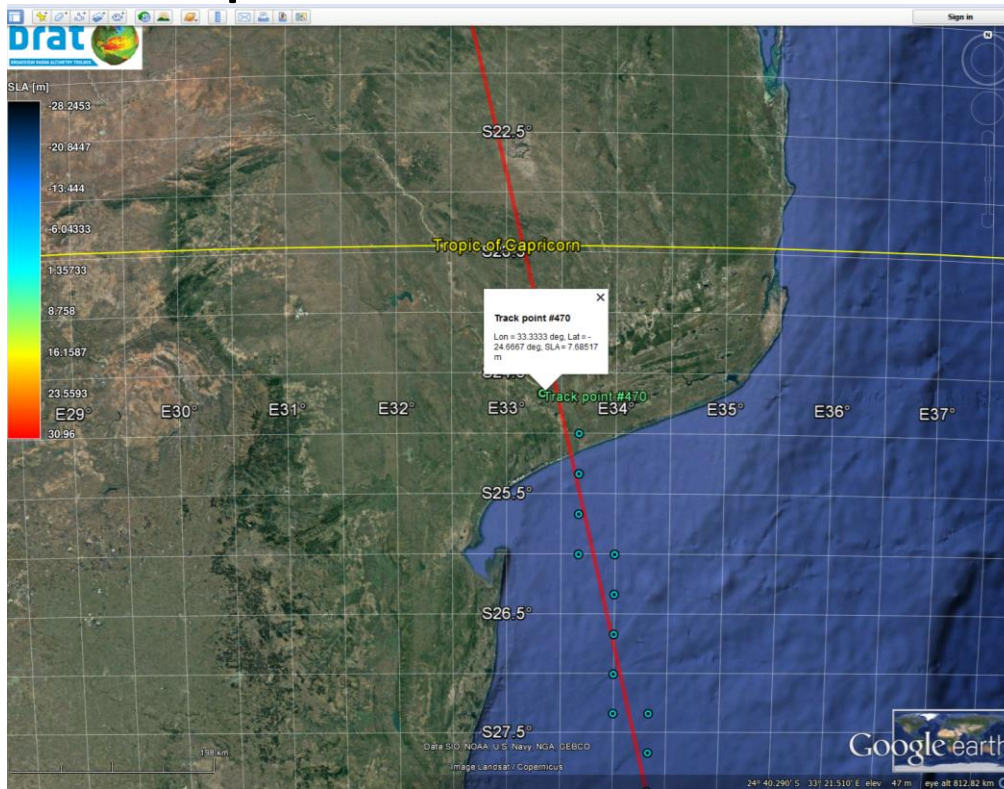 Sign in
brat
BROADVIEW RADAR ALTIMETRY TOOLBOX
SLA [m]
-28.2453
-20.8447
-13.444
-6.04333
1.35733
8.758
16.1587
23.5593
30.96
S22.5°
Tropic of Capricorn
Track point #470
Lon = 33.3333 deg, Lat = -
24.6667 deg, SLA = 7.68517
m
Track point #470
E29° E30° E31° E32° E33° E34° E35° E36° E37°
S25.5°
S26.5°
S27.5°
Data SIO, NOAA, U.S. Navy, NGA, GEBCO
Image Landsat / Copernicus
198 km
Google earth
N
24° 40.290' S 33° 21.510' E elev 47 m eye alt 812.82 km